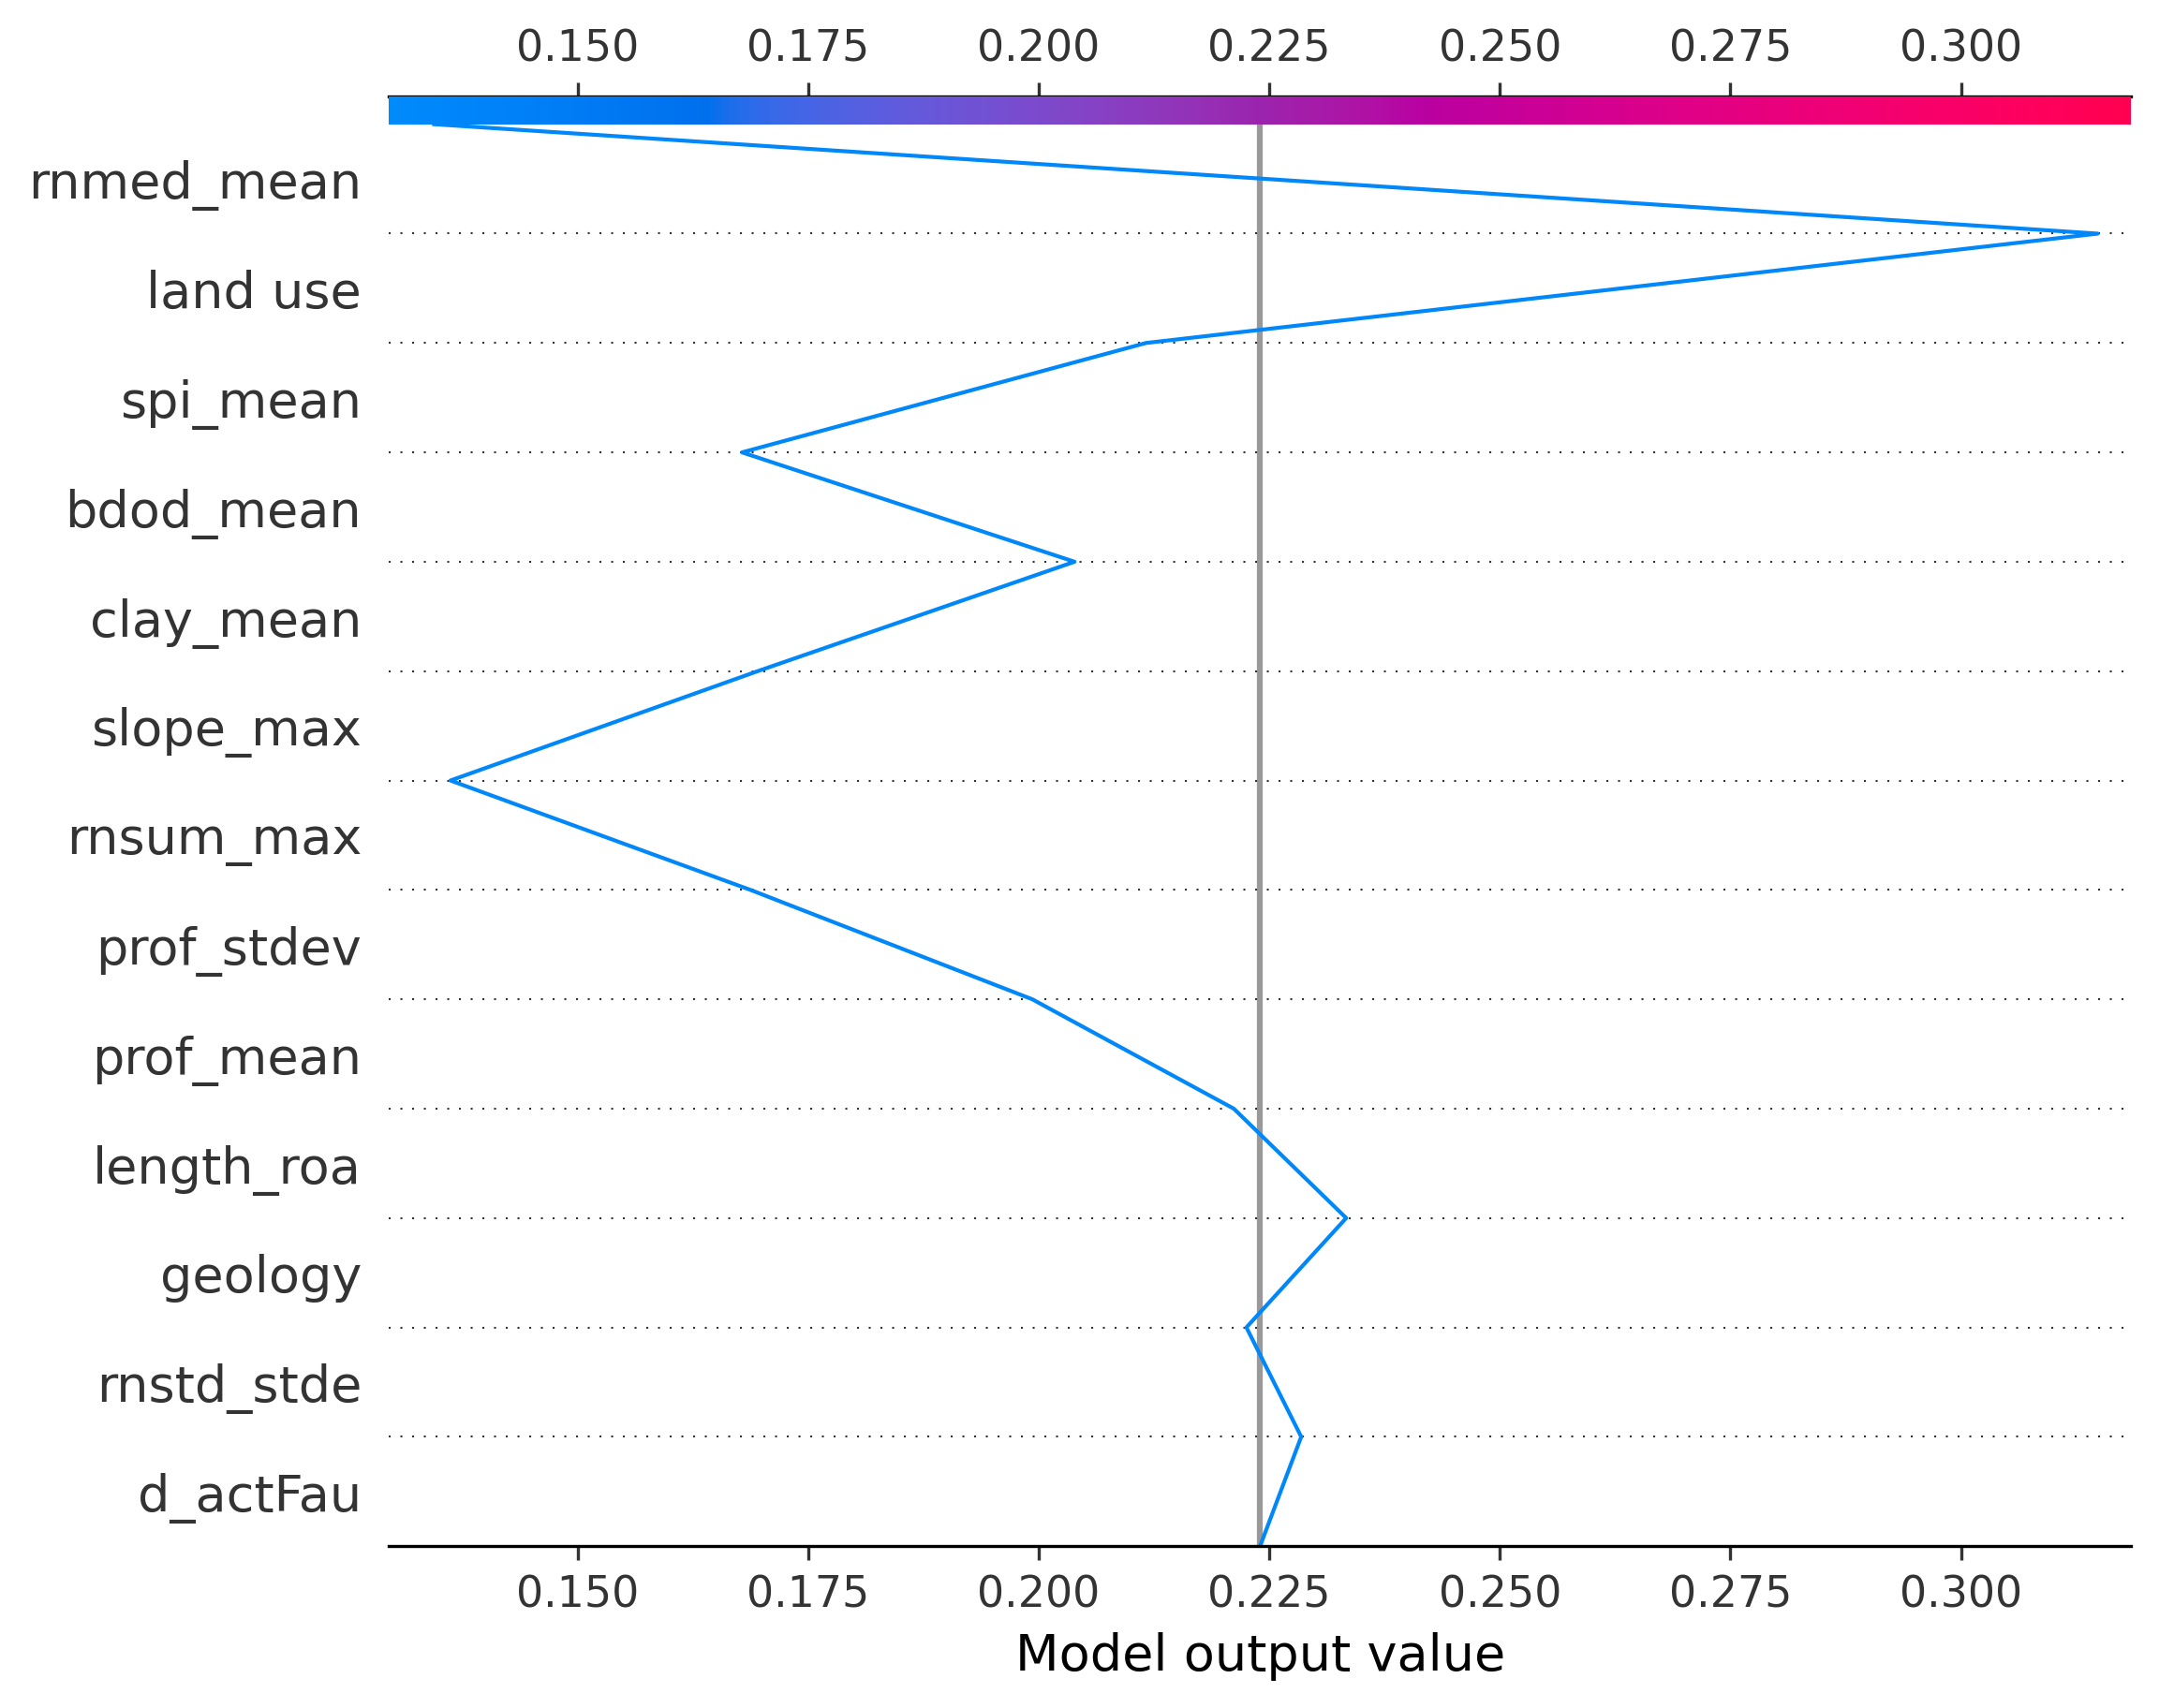 0.150 0.175 0.200 0.225 0.250 0.275 0.300
rnmed_mean
land use
spi_mean
bdod_mean
clay_mean
slope_max
rnsum_max
prof_stdev
prof_mean
length_roa
geology
rnstd_stde
d_actFau
0.150 0.175 0.200 0.225 0.250 0.275 0.300
Model output value